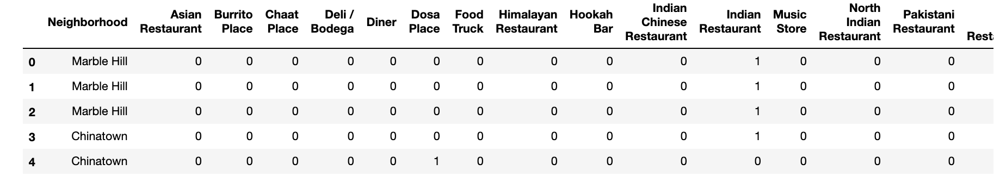 Neighborhood Asian Restaurant Burrito Place Chaat Place Deli / Bodega Diner Dosa Place Food Truck Himalayan Restaurant Hookah Bar Indian Chinese Restaurant Indian Restaurant Music Store North Indian Restaurant Pakistani Restaurant
0 Marble Hill 0 0 0 0 0 0 0 0 0 0 1 0 0 0
1 Marble Hill 0 0 0 0 0 0 0 0 0 0 1 0 0 0
2 Marble Hill 0 0 0 0 0 0 0 0 0 0 1 0 0 0
3 Chinatown 0 0 0 0 0 0 0 0 0 0 1 0 0 0
4 Chinatown 0 0 0 0 0 1 0 0 0 0 0 0 0 0